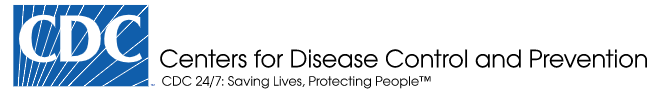 CDC
Centers for Disease Control and Prevention
CDC 24/7: Saving Lives, Protecting People™